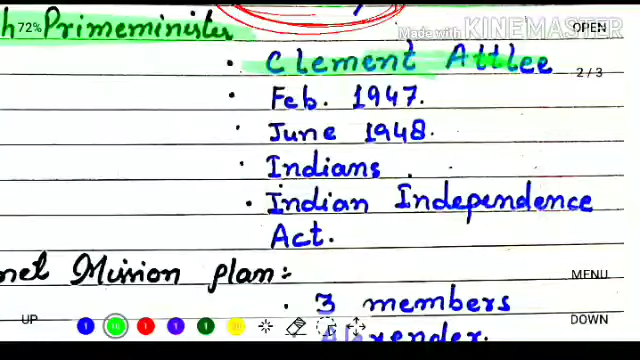 h Primeminister
72%
Made with KINEMASTER
OPEN
· Clement Attlee
2 / 3
· Feb. 1947.
· June 1948.
· Indians .
· Indian Independence
Act.
net Mission plan:-
MENU
· 3 members
UP
DOWN